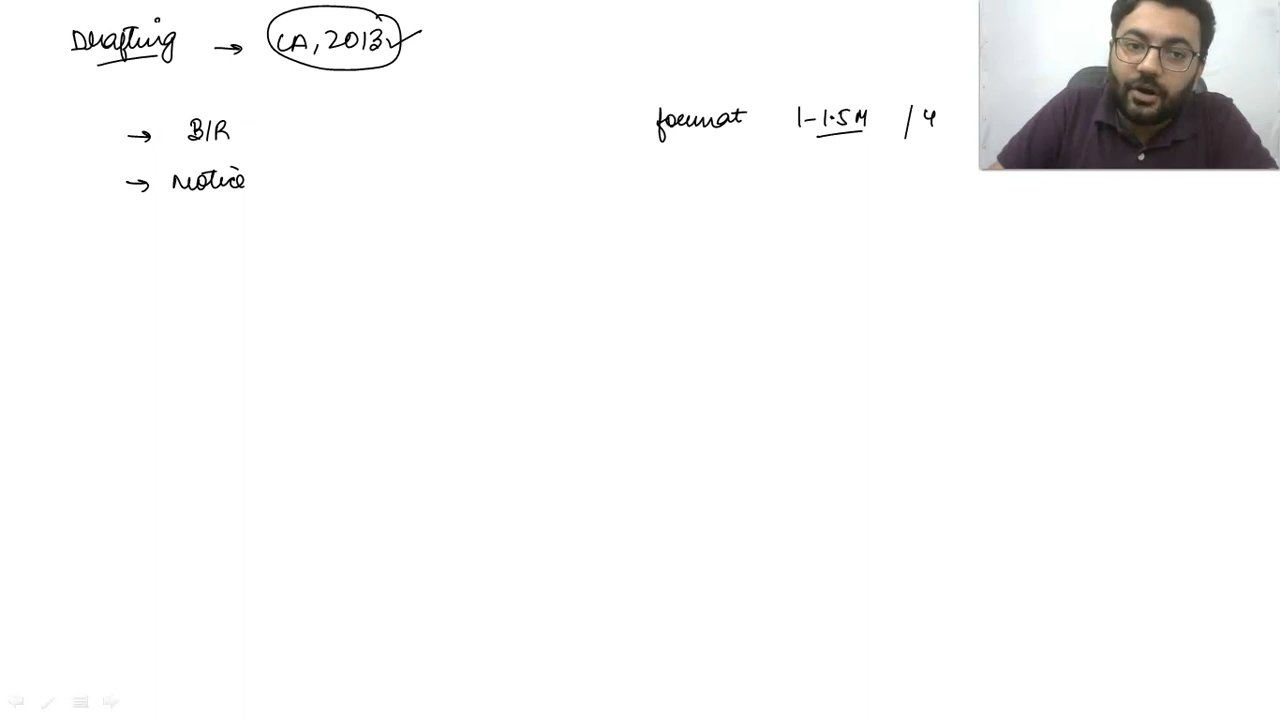 Drafting → CA, 2013 ✓
→ B/R
format 1-1.5M / 4
→ Notice